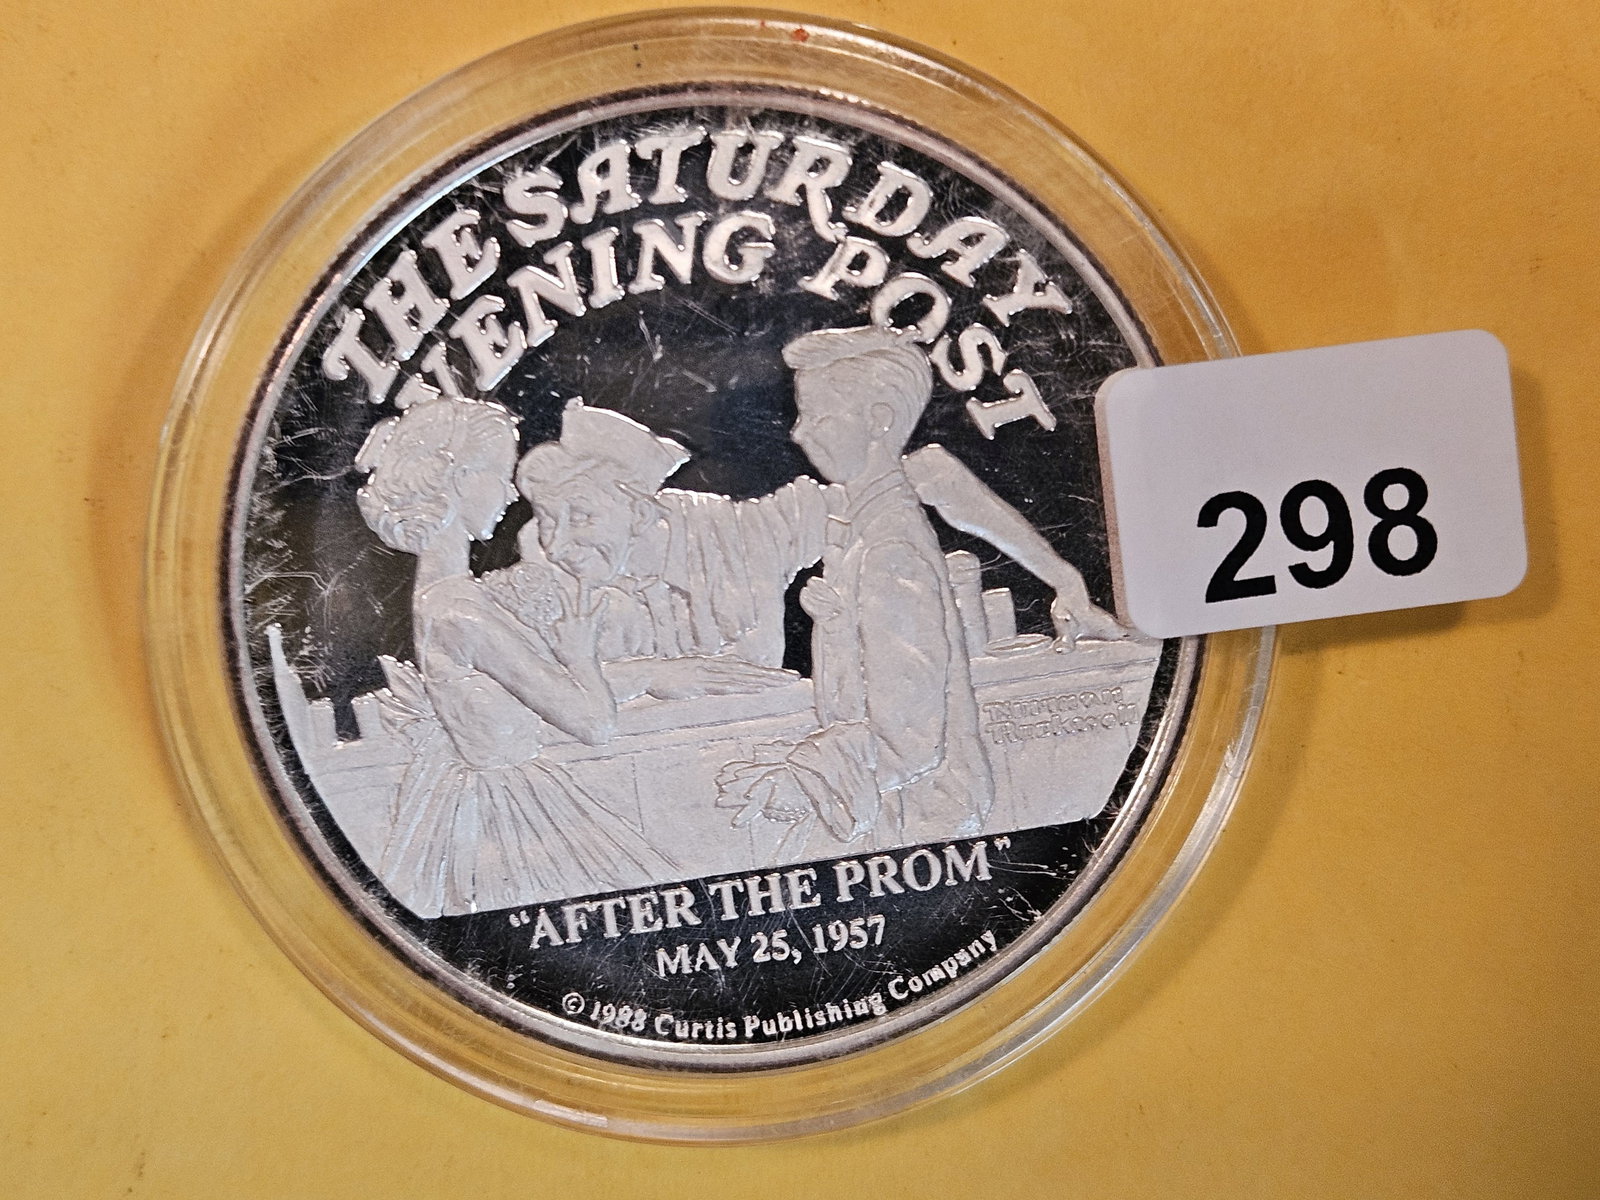 THE SATURDAY
EVENING POST
Norman
Rockwell
"AFTER THE PROM"
MAY 25, 1957
© 1988 Curtis Publishing Company
298